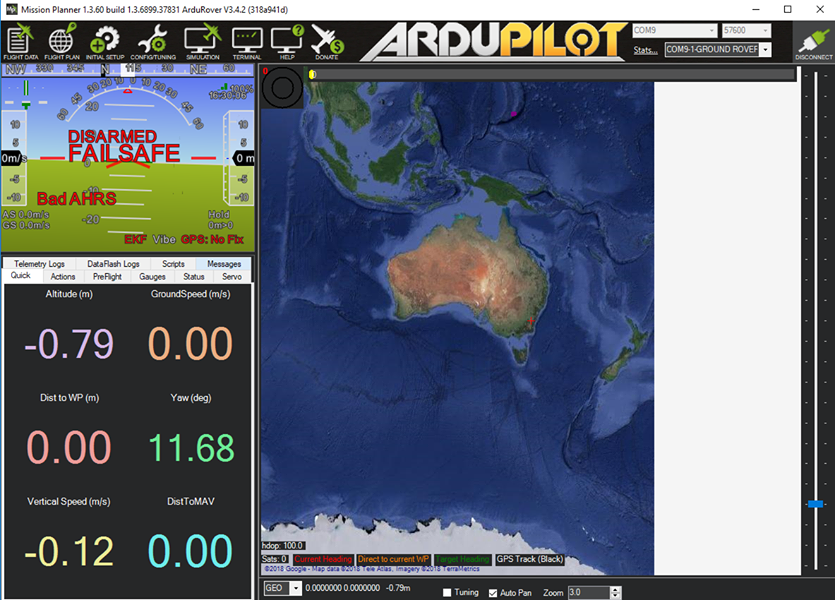 Mission Planner 1.3.60 build 1.3.6899.37831 ArduRover V3.4.2 (318a941d)
FLIGHT DATA FLIGHT PLAN INITIAL SETUP CONFIG/TUNING SIMULATION TERMINAL HELP DONATE
ARDUPILOT
COM9 57600
Stats... COM9-1-GROUND ROVER
DISCONNECT
NW 330 345 N 15 30 NE 60
100%
16:30:06
DISARMED
FAILSAFE
0m/s
0 m
Bad AHRS
AS 0.0m/s
GS 0.0m/s
Hold
0m>0
EKF Vibe GPS: No Fix
Telemetry Logs DataFlash Logs Scripts Messages
Quick Actions PreFlight Gauges Status Servo
Altitude (m) GroundSpeed (m/s)
-0.79 0.00
Dist to WP (m) Yaw (deg)
0.00 11.68
Vertical Speed (m/s) DistToMAV
-0.12 0.00
hdop: 100.0
Sats: 0 Current Heading Direct to current WP Target Heading GPS Track (Black)
©2018 Google - Map data ©2018 Tele Atlas, Imagery ©2018 TerraMetrics
GEO 0.0000000 0.0000000 -0.79m Tuning Auto Pan Zoom 3.0